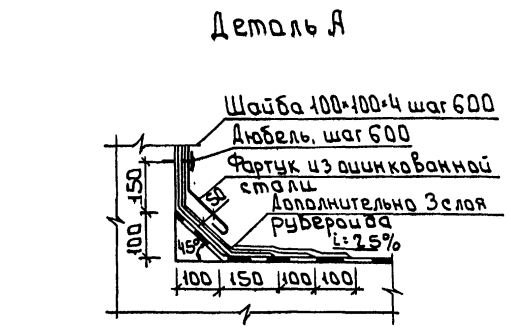 Деталь А
Шайба 100×100×4 шаг 600
Дюбель, шаг 600
Фартук из оцинкованной
стали
50
Дополнительно 3 слоя
рубероида
i=25%
150
100
45°
100 150 100 100